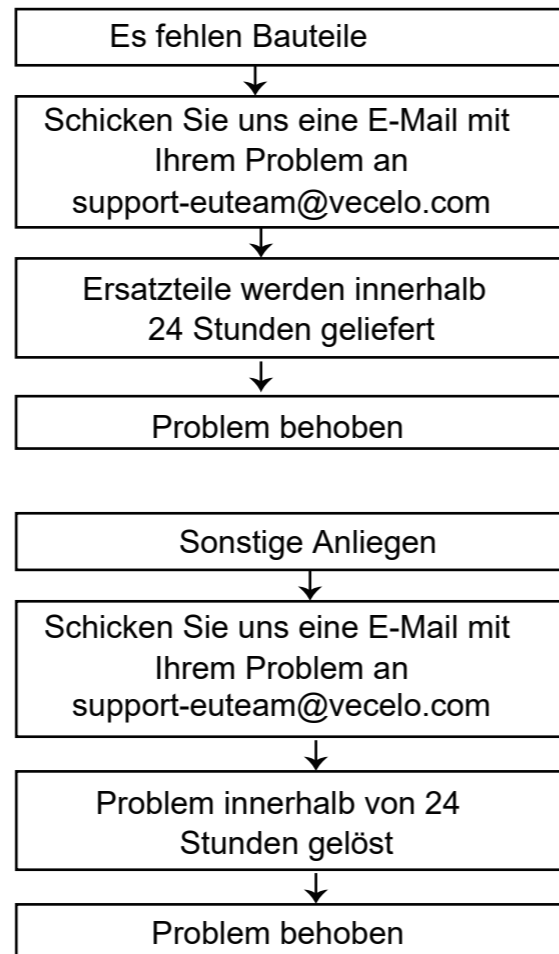 Es fehlen Bauteile
Schicken Sie uns eine E-Mail mit
Ihrem Problem an
support-euteam@vecelo.com
Ersatzteile werden innerhalb
24 Stunden geliefert
Problem behoben
Sonstige Anliegen
Schicken Sie uns eine E-Mail mit
Ihrem Problem an
support-euteam@vecelo.com
Problem innerhalb von 24
Stunden gelöst
Problem behoben